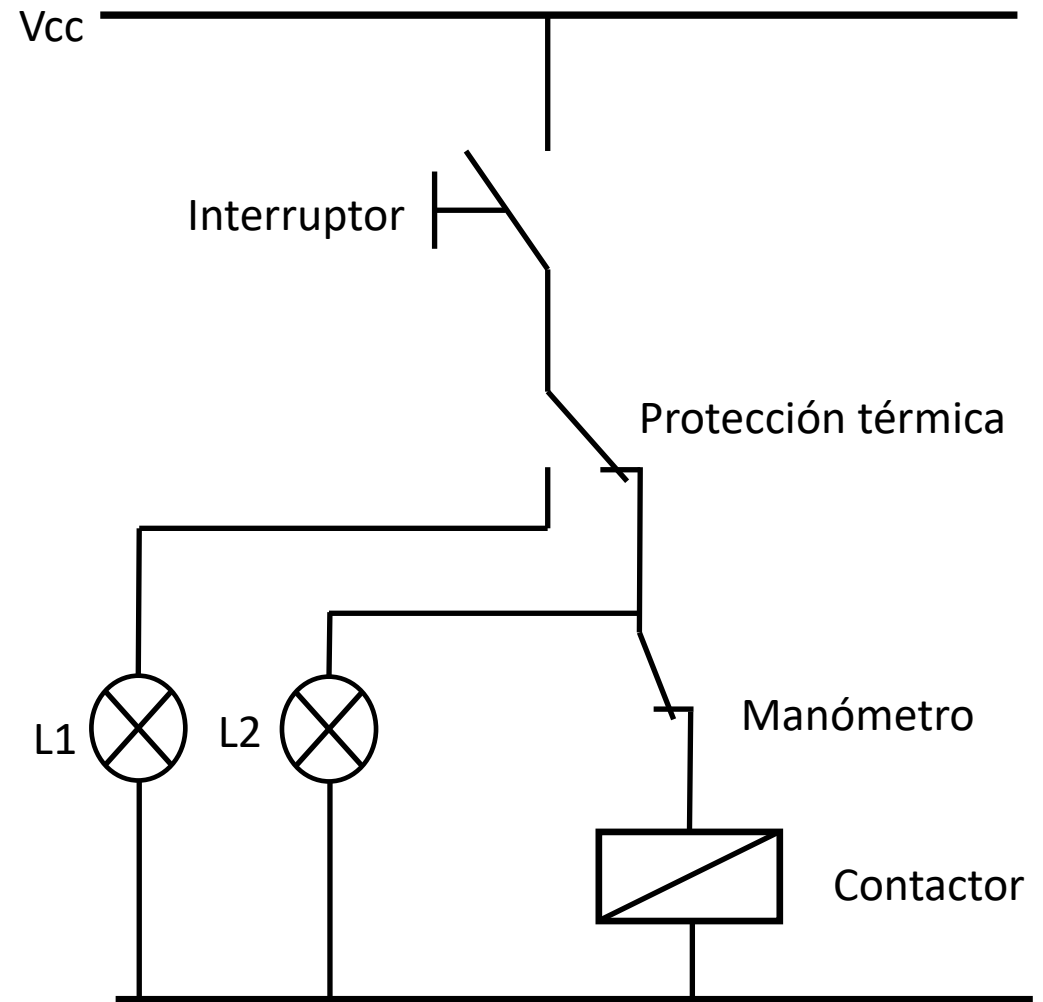 Vcc
Interruptor
Protección térmica
L1
L2
Manómetro
Contactor